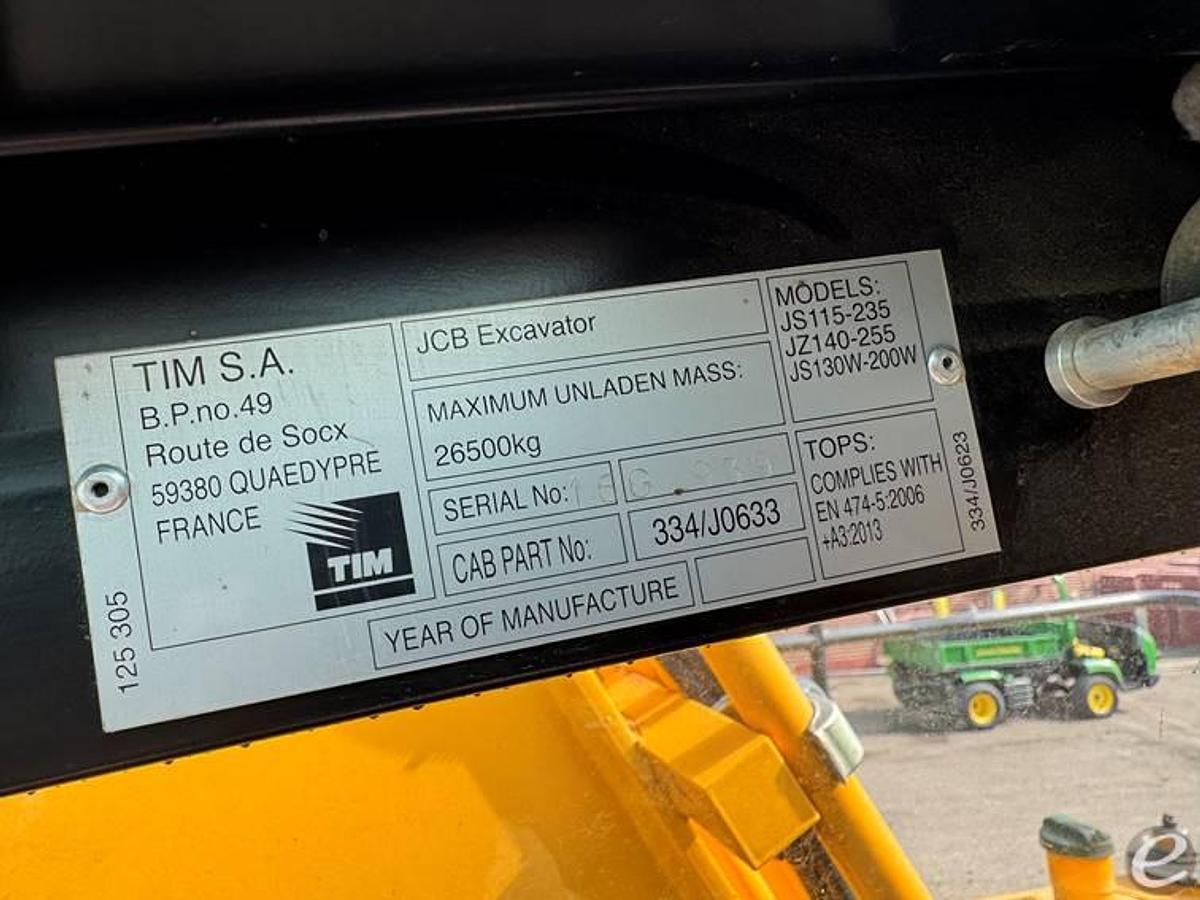 TIM S.A.
B.P.no.49
Route de Socx
59380 QUAEDYPRE
FRANCE
TIM
125 305
JCB Excavator
MAXIMUM UNLADEN MASS:
26500kg
SERIAL No:
CAB PART No: 334/J0633
YEAR OF MANUFACTURE
MODELS:
JS115-235
JZ140-255
JS130W-200W
TOPS:
COMPLIES WITH
EN 474-5:2006
+A3:2013
334/J0623
e